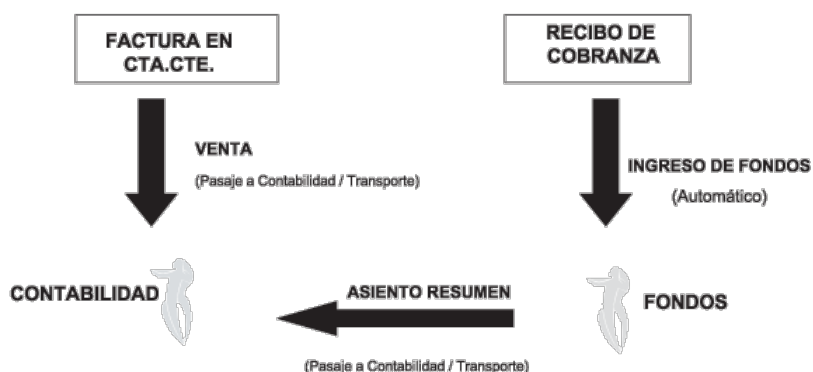 FACTURA EN
CTA.CTE.
RECIBO DE
COBRANZA
VENTA
(Pasaje a Contabilidad / Transporte)
INGRESO DE FONDOS
(Automático)
CONTABILIDAD
ASIENTO RESUMEN
FONDOS
(Pasaje a Contabilidad / Transporte)